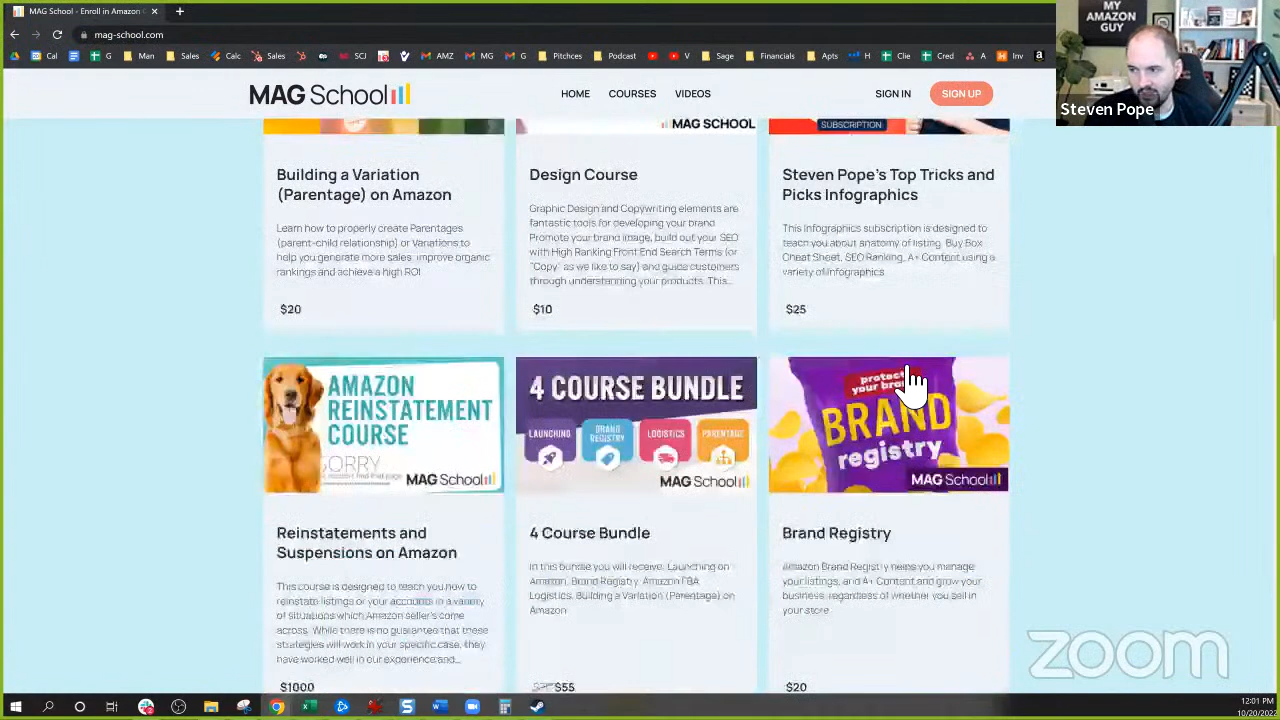 MAG School - Enroll in Amazon
mag-school.com
Cal
G
Man
Sales
Calc
Sales
SCJ
AMZ
MG
G
Pitchces
Podcast
V
Sage
Financials
Apts
H
Clie
Cred
A
Inv
MY
AMAZON
GUY
Steven Pope
MAG School
HOME
COURSES
VIDEOS
SIGN IN
SIGN UP
MAG SCHOOL
SUBSCRIPTION
Building a Variation
(Parentage) on Amazon
Learn how to properly create Parentages
(parent-child relationship) or Variations to
help you generate more sales, improve organic
rankings and achieve a high ROI
$20
Design Course
Graphic Design and Copywriting elements are
fantastic tools for developing your brand
Promote your brand image, build out your SEO
with High Ranking Front End Search Terms (or
"Copy" as we like to say) and guide customers
through understanding your products. This...
$10
Steven Pope's Top Tricks and
Picks Infographics
This Infographics subscription is designed to
teach you about anatomy of listing, Buy Box
Cheat Sheet, SEO Ranking, A+ Content using a
variety of infographics
$25
AMAZON
REINSTATEMENT
COURSE
SORRY
MAG School
Reinstatements and
Suspensions on Amazon
This course is designed to teach you how to
reinstate listings or your accounts in a variety
of situations which Amazon seller's come
across. While there is no guarantee that these
strategies will work in your specific case, they
have worked well in our experience and...
$1000
4 COURSE BUNDLE
LAUNCHING
BRAND
REGISTRY
LOGISTICS
PARENTAGE
MAG School
4 Course Bundle
In this bundle you will receive, Launching on
Amazon, Brand Registry, Amazon FBA
Logistics, Building a Variation (Parentage) on
Amazon
$55
protect
your
BRAND
registry
MAG School
Brand Registry
Amazon Brand Registry helps you manage
your listings, and A+ Content and grow your
business, regardless of whether you sell in
your store
$20
zoom
12:01 PM